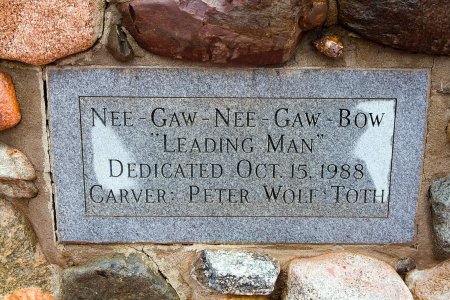 Nee-Gaw-Nee-Gaw-Bow
"Leading Man"
Dedicated Oct. 15, 1988
Carver: Peter Wolf Toth